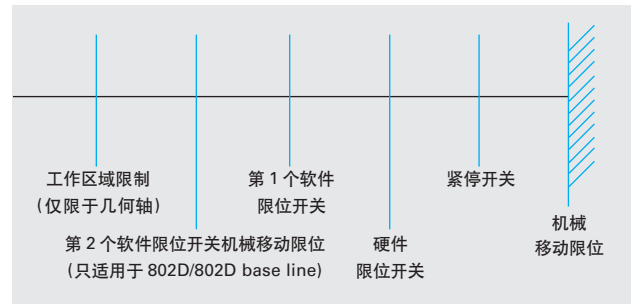 工作区域限制
(仅限于几何轴)
第2个软件限位开关机械移动限位
(只适用于 802D/802D base line)
第1个软件
限位开关
硬件
限位开关
紧停开关
机械
移动限位